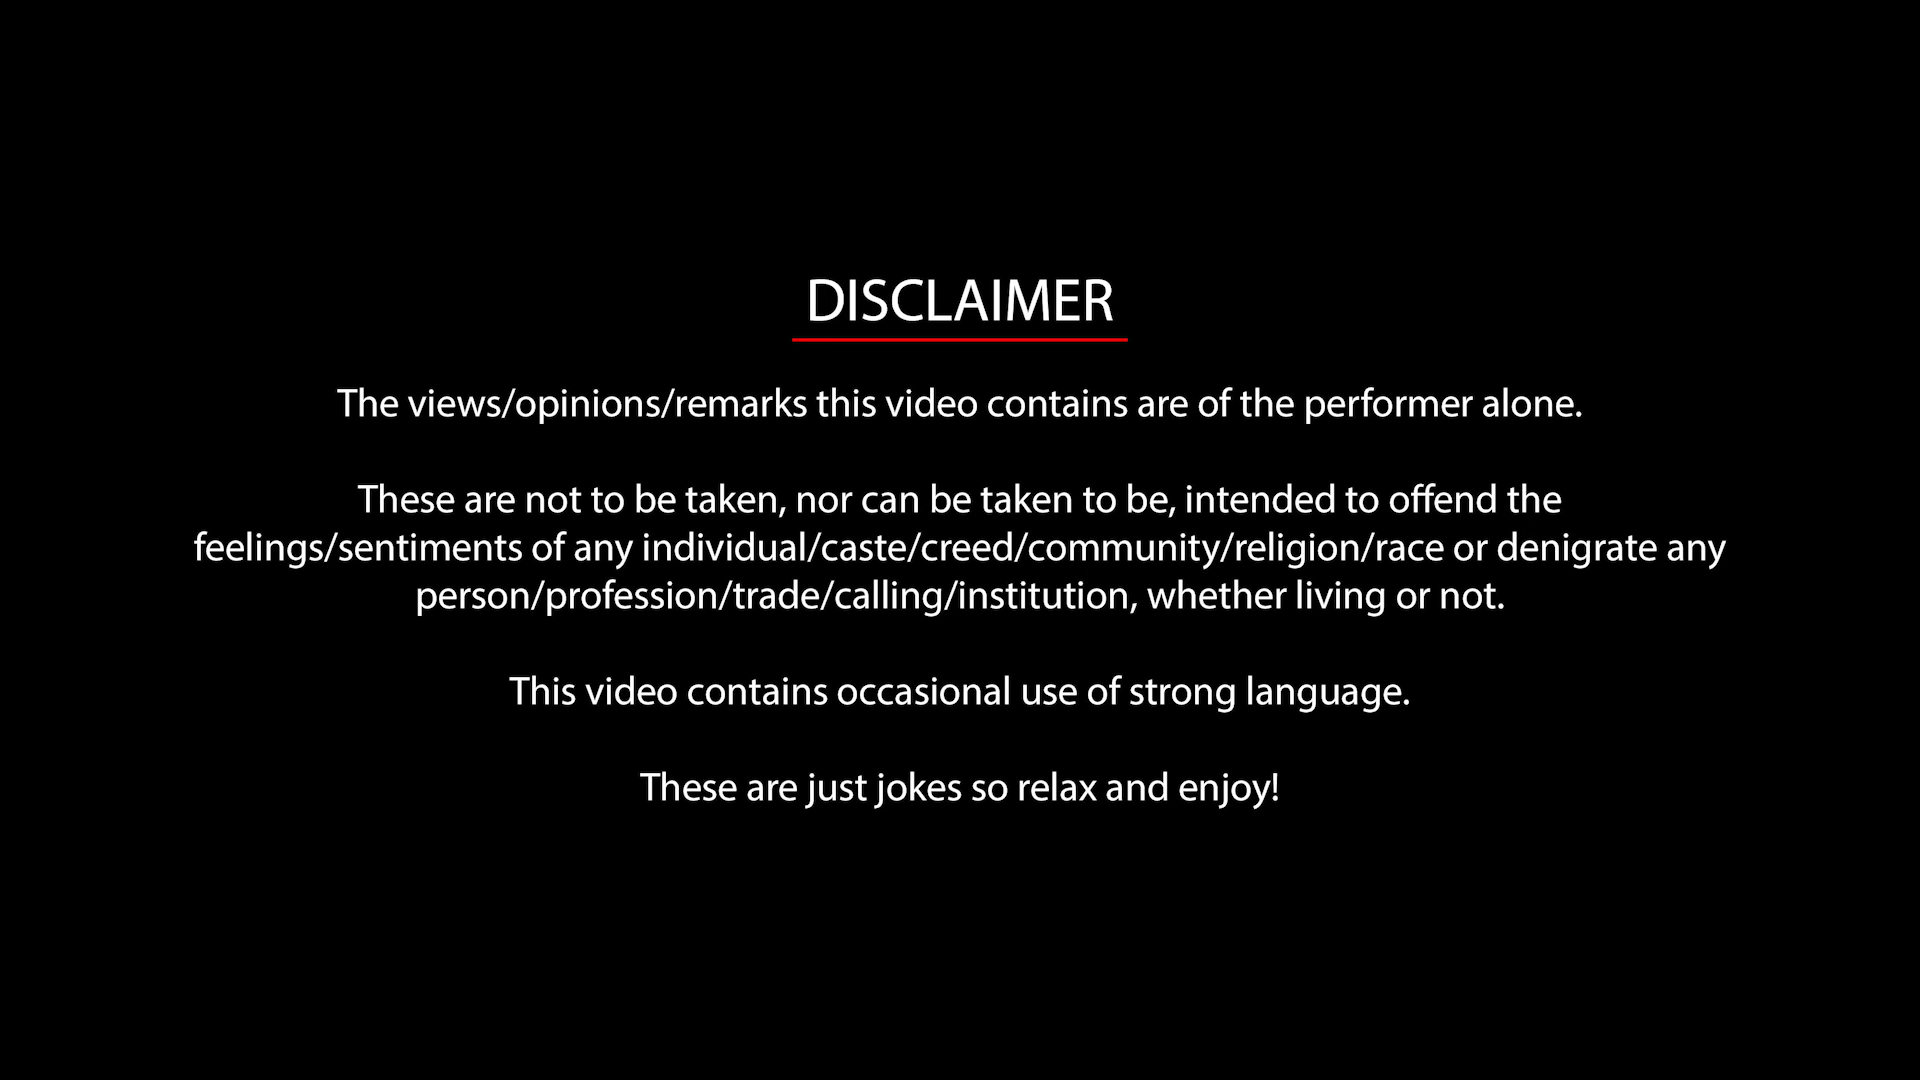 DISCLAIMER
The views/opinions/remarks this video contains are of the performer alone.
These are not to be taken, nor can be taken to be, intended to offend the
feelings/sentiments of any individual/caste/creed/community/religion/race or denigrate any
person/profession/trade/calling/institution, whether living or not.
This video contains occasional use of strong language.
These are just jokes so relax and enjoy!